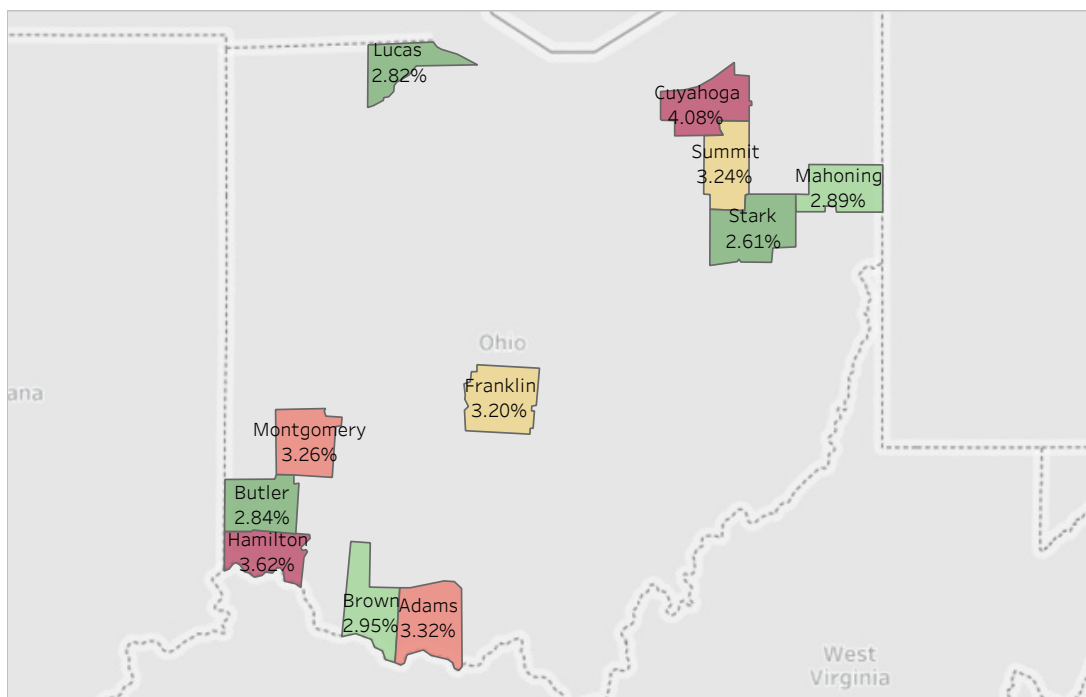 Lucas
2.82%
Cuyahoga
4.08%
Summit
3.24%
Mahoning
2.89%
Stark
2.61%
Ohio
ana
Franklin
3.20%
Montgomery
3.26%
Butler
2.84%
Hamilton
3.62%
Brown
2.95%
Adams
3.32%
West
Virginia